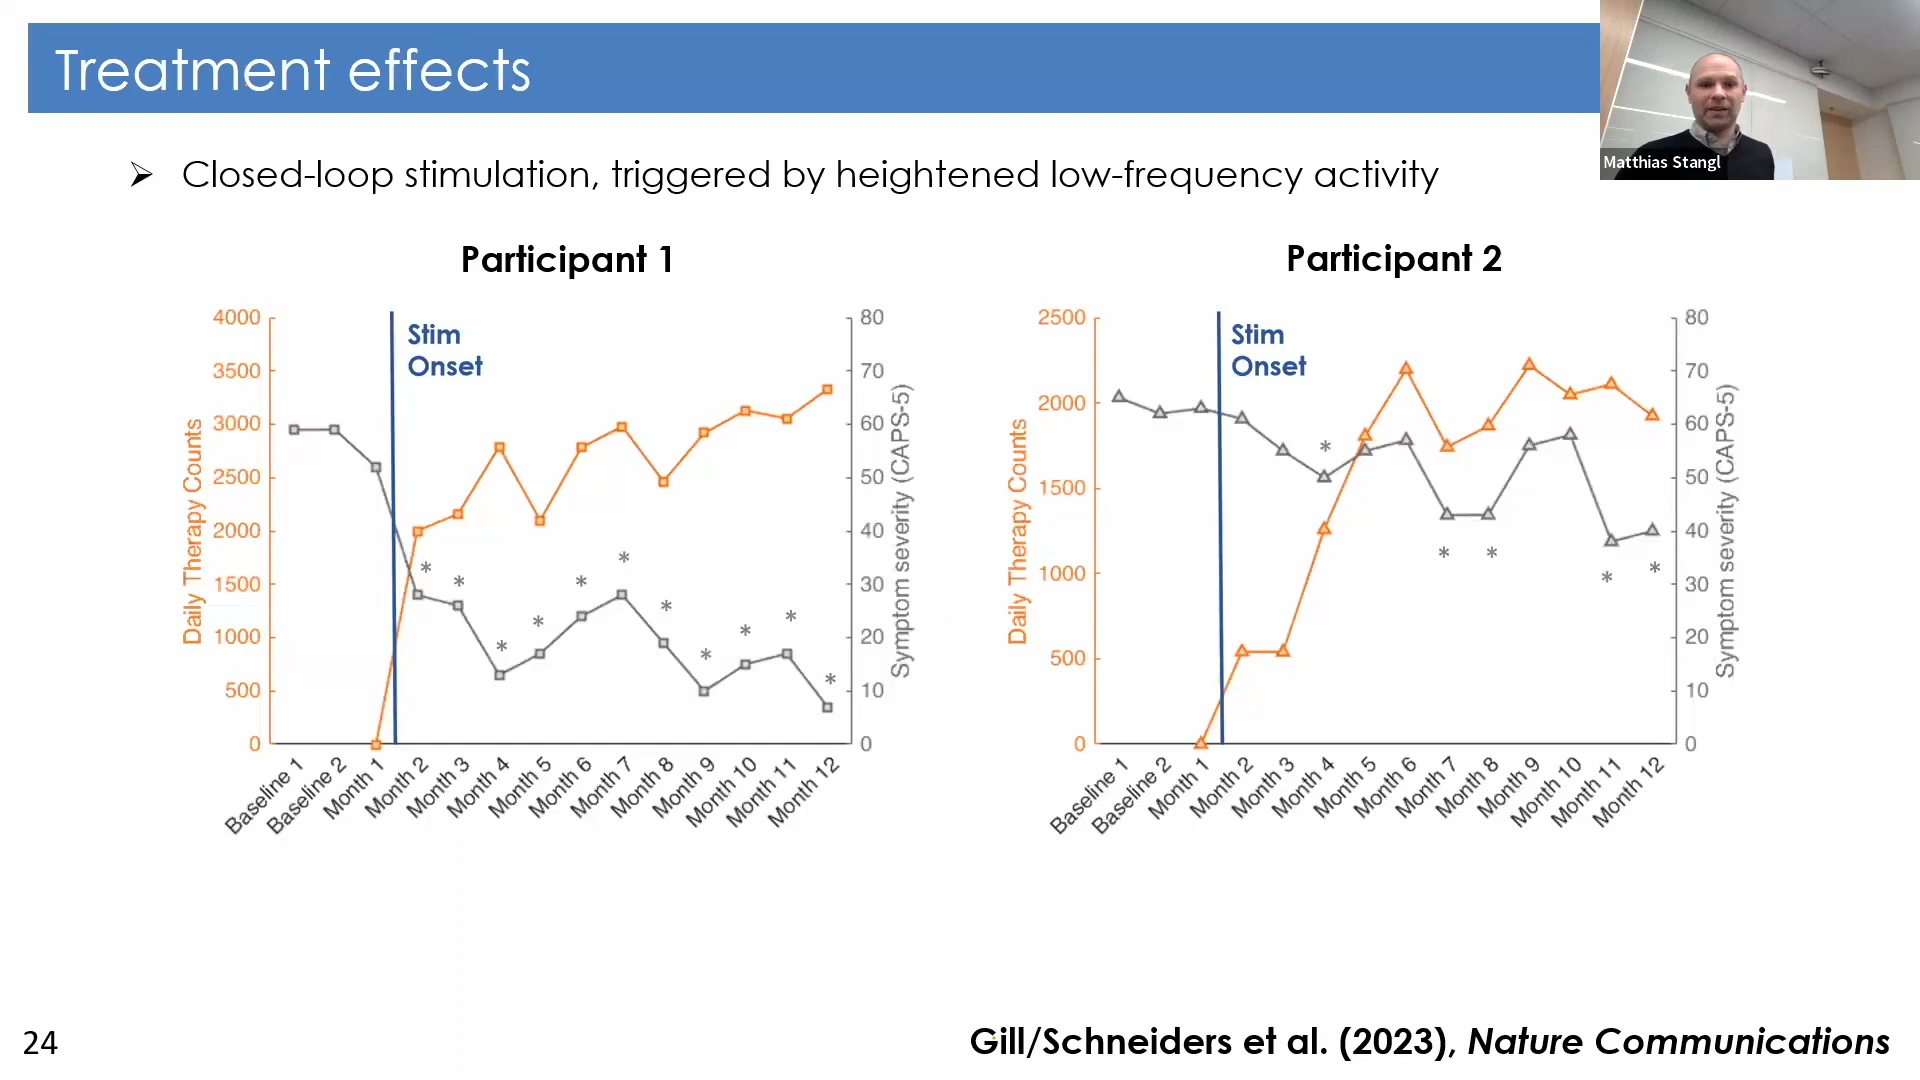 Treatment effects
Matthias Stangl
➢ Closed-loop stimulation, triggered by heightened low-frequency activity
Participant 1
4000
3500
3000
2500
2000
1500
1000
500
0
Daily Therapy Counts
Stim
Onset
80
70
60
50
40
30
20
10
0
Symptom severity (CAPS-5)
* * * * * * * * * * *
Baseline 1
Baseline 2
Month 1
Month 2
Month 3
Month 4
Month 5
Month 6
Month 7
Month 8
Month 9
Month 10
Month 11
Month 12
Participant 2
2500
2000
1500
1000
500
0
Daily Therapy Counts
Stim
Onset
80
70
60
50
40
30
20
10
0
Symptom severity (CAPS-5)
* * * * *
Baseline 1
Baseline 2
Month 1
Month 2
Month 3
Month 4
Month 5
Month 6
Month 7
Month 8
Month 9
Month 10
Month 11
Month 12
24
Gill/Schneiders et al. (2023), Nature Communications